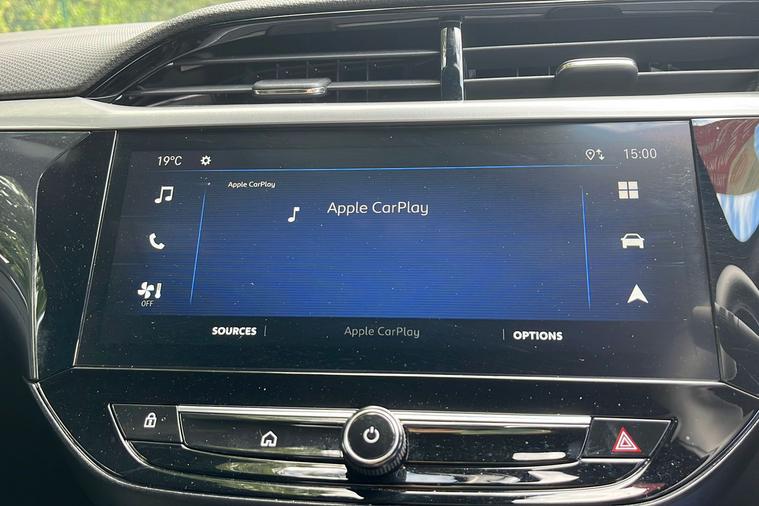 19°C 15:00
Apple CarPlay
Apple CarPlay
OFF
SOURCES Apple CarPlay OPTIONS